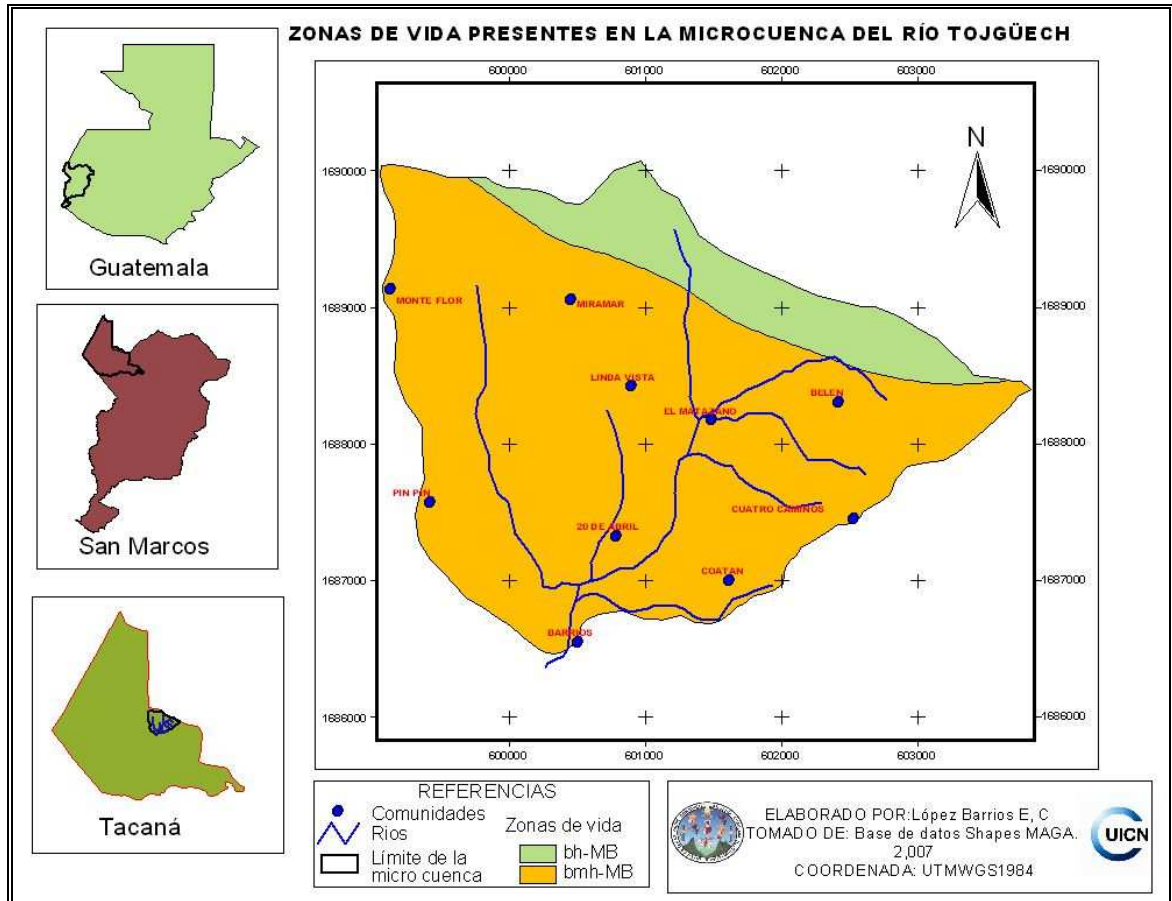 ZONAS DE VIDA PRESENTES EN LA MICROCUENCA DEL RÍO TOJGÜECH
Guatemala
San Marcos
Tacaná
600000 601000 602000 603000
N
1690000 1690000
1689000 1689000
1688000 1688000
1687000 1687000
1686000 1686000
600000 601000 602000 603000
MONTE FLOR
MIRAMAR
LINDA VISTA
EL MATAZANO
BELEN
PIN PIN
CUATRO CAMINOS
20 DE ABRIL
COATAN
BARRIOS
REFERENCIAS
Comunidades
Rios
Límite de la
micro cuenca
Zonas de vida
bh-MB
bmh-MB
ELABORADO POR:López Barrios E, C
TOMADO DE: Base de datos Shapes MAGA.
2,007
COORDENADA: UTMWGS1984
UICN